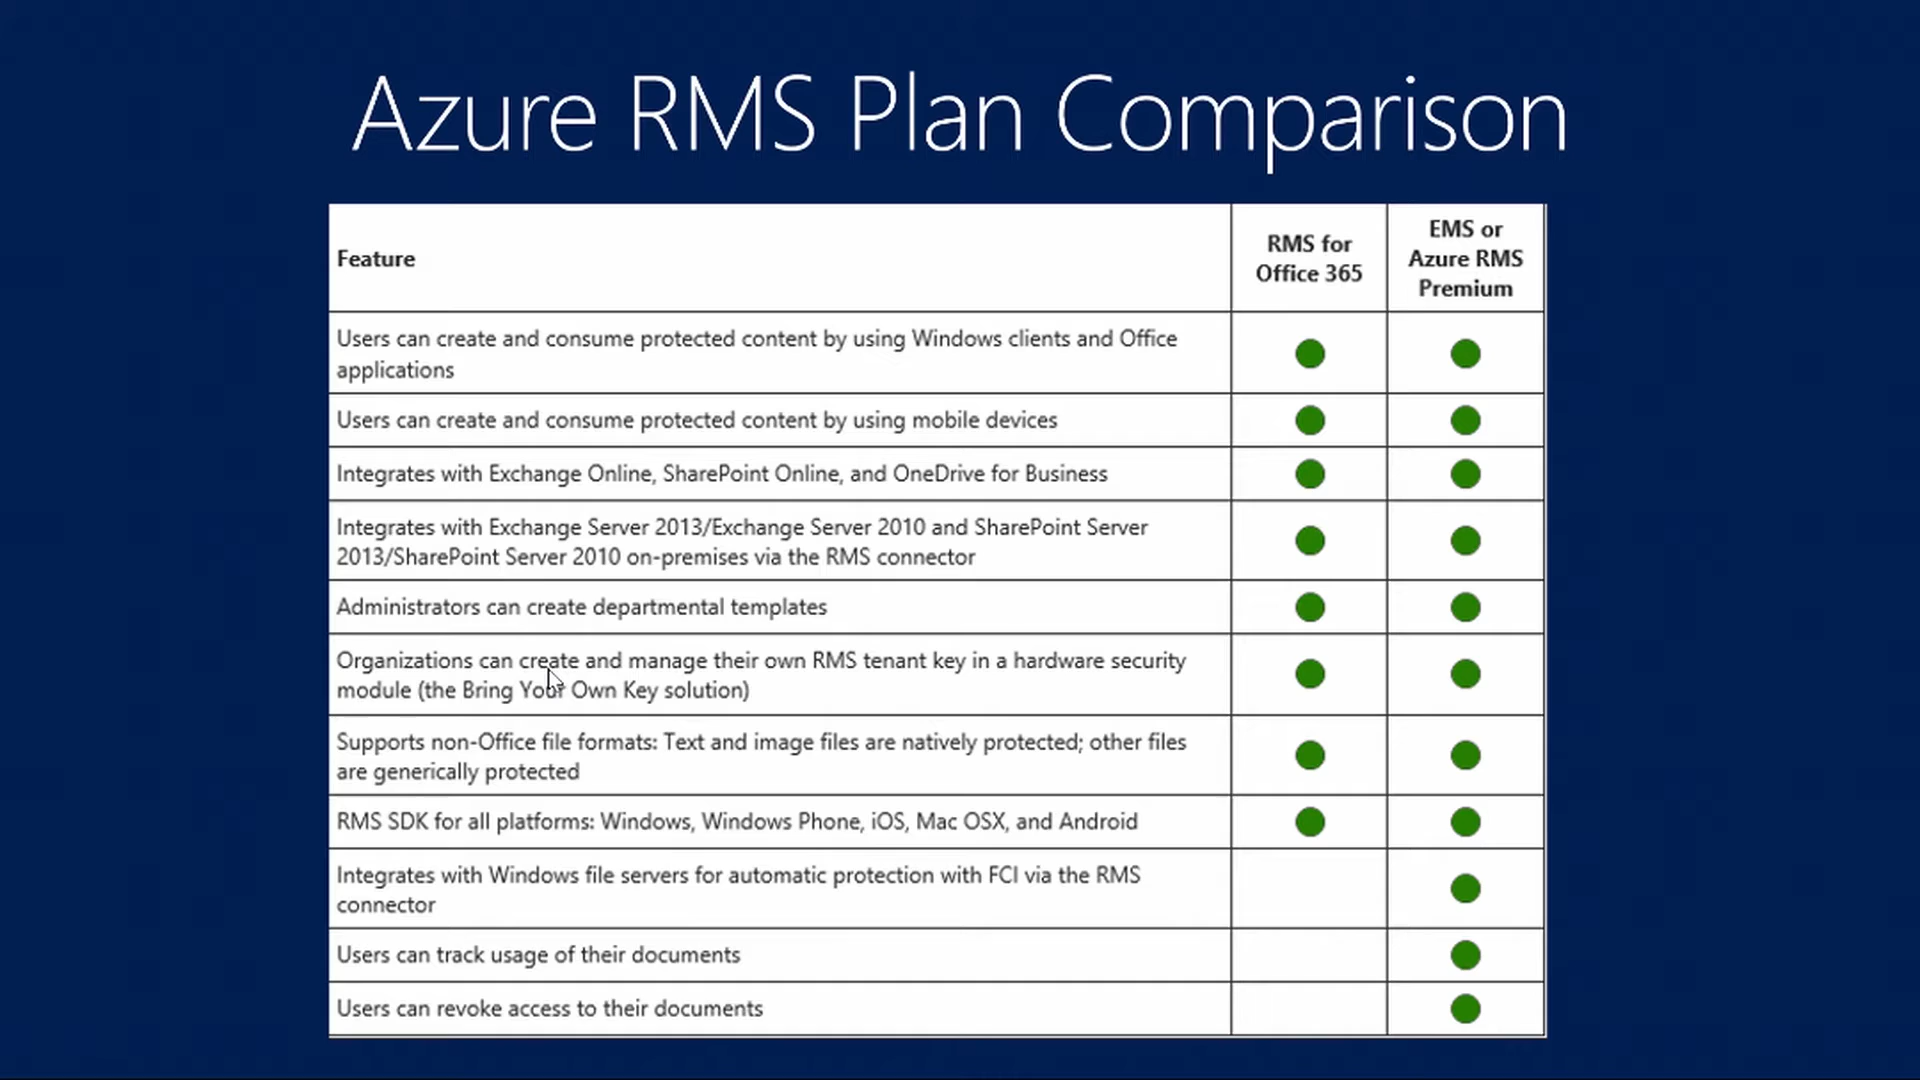 Azure RMS Plan Comparison
Feature
RMS for
Office 365
EMS or
Azure RMS
Premium
Users can create and consume protected content by using Windows clients and Office
applications
Users can create and consume protected content by using mobile devices
Integrates with Exchange Online, SharePoint Online, and OneDrive for Business
Integrates with Exchange Server 2013/Exchange Server 2010 and SharePoint Server
2013/SharePoint Server 2010 on-premises via the RMS connector
Administrators can create departmental templates
Organizations can create and manage their own RMS tenant key in a hardware security
module (the Bring Your Own Key solution)
Supports non-Office file formats: Text and image files are natively protected; other files
are generically protected
RMS SDK for all platforms: Windows, Windows Phone, iOS, Mac OSX, and Android
Integrates with Windows file servers for automatic protection with FCI via the RMS
connector
Users can track usage of their documents
Users can revoke access to their documents